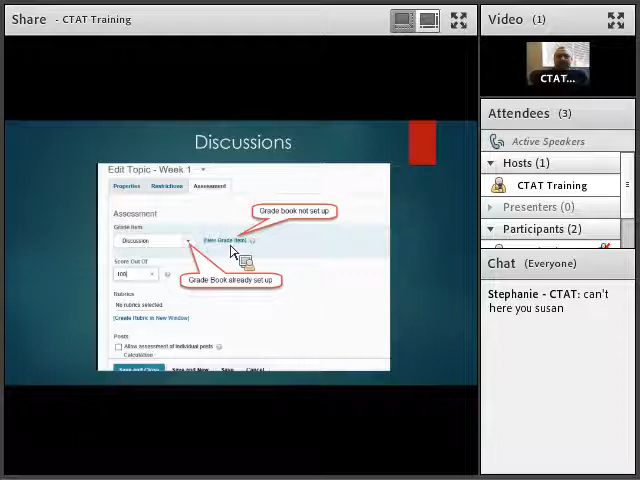 Share - CTAT Training
Video (1)
CTAT...
Attendees (3)
Active Speakers
Hosts (1)
CTAT Training
Presenters (0)
Participants (2)
Chat (Everyone)
Stephanie - CTAT: can't
here you susan
Discussions
Edit Topic - Week 1
Properties Restrictions Assessment
Assessment
Grade book not set up
Grade Item
Discussion
[New Grade Item]
Score Out Of
100
Grade Book already set up
Rubrics
No rubrics selected.
[Create Rubric in New Window]
Posts
Allow assessment of individual posts
Calculation
Save and Close Save and New Save Cancel